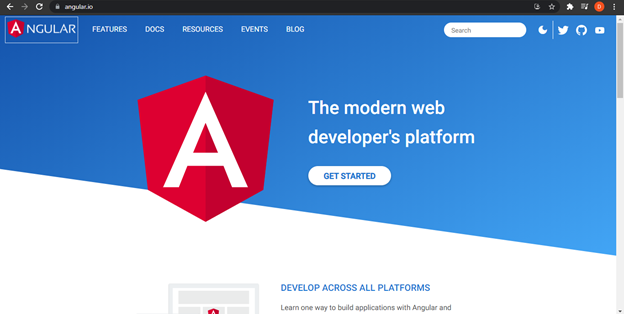 angular.io
D
ANGULAR
FEATURES
DOCS
RESOURCES
EVENTS
BLOG
Search
A
The modern web
developer's platform
GET STARTED
DEVELOP ACROSS ALL PLATFORMS
Learn one way to build applications with Angular and